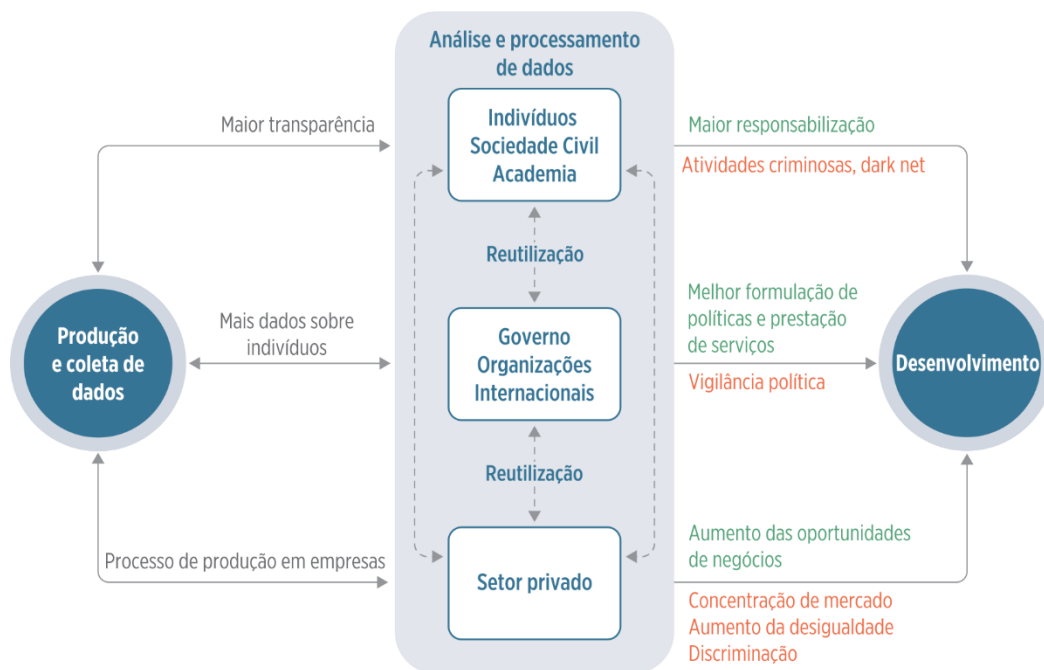 Análise e processamento
de dados
Maior transparência
Indivíduos
Sociedade Civil
Academia
Maior responsabilização
Atividades criminosas, dark net
Reutilização
Produção
e coleta de
dados
Mais dados sobre
indivíduos
Governo
Organizações
Internacionais
Melhor formulação de
políticas e prestação
de serviços
Vigilância política
Desenvolvimento
Reutilização
Processo de produção em empresas
Setor privado
Aumento das oportunidades
de negócios
Concentração de mercado
Aumento da desigualdade
Discriminação